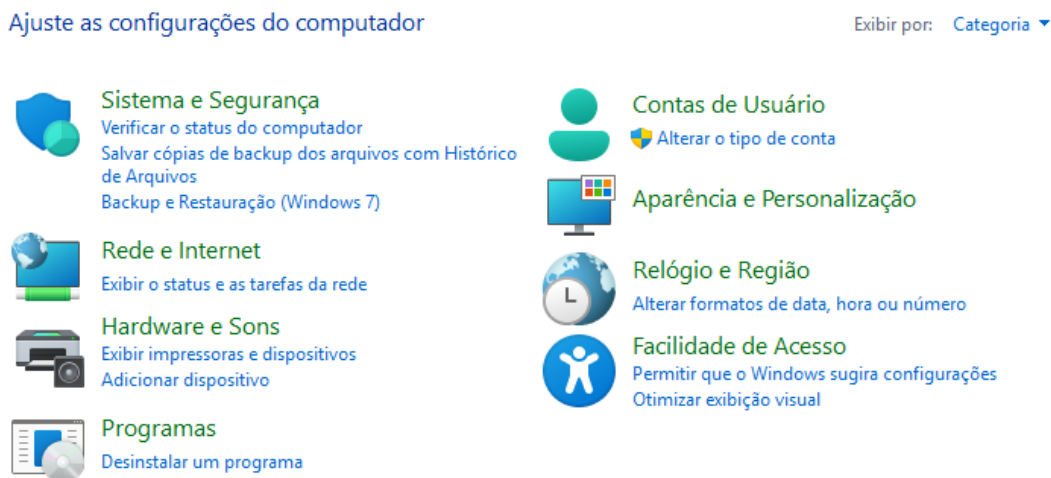 Ajuste as configurações do computador
Exibir por: Categoria
Sistema e Segurança
Verificar o status do computador
Salvar cópias de backup dos arquivos com Histórico
de Arquivos
Backup e Restauração (Windows 7)
Rede e Internet
Exibir o status e as tarefas da rede
Hardware e Sons
Exibir impressoras e dispositivos
Adicionar dispositivo
Programas
Desinstalar um programa
Contas de Usuário
Alterar o tipo de conta
Aparência e Personalização
Relógio e Região
Alterar formatos de data, hora ou número
Facilidade de Acesso
Permitir que o Windows sugira configurações
Otimizar exibição visual